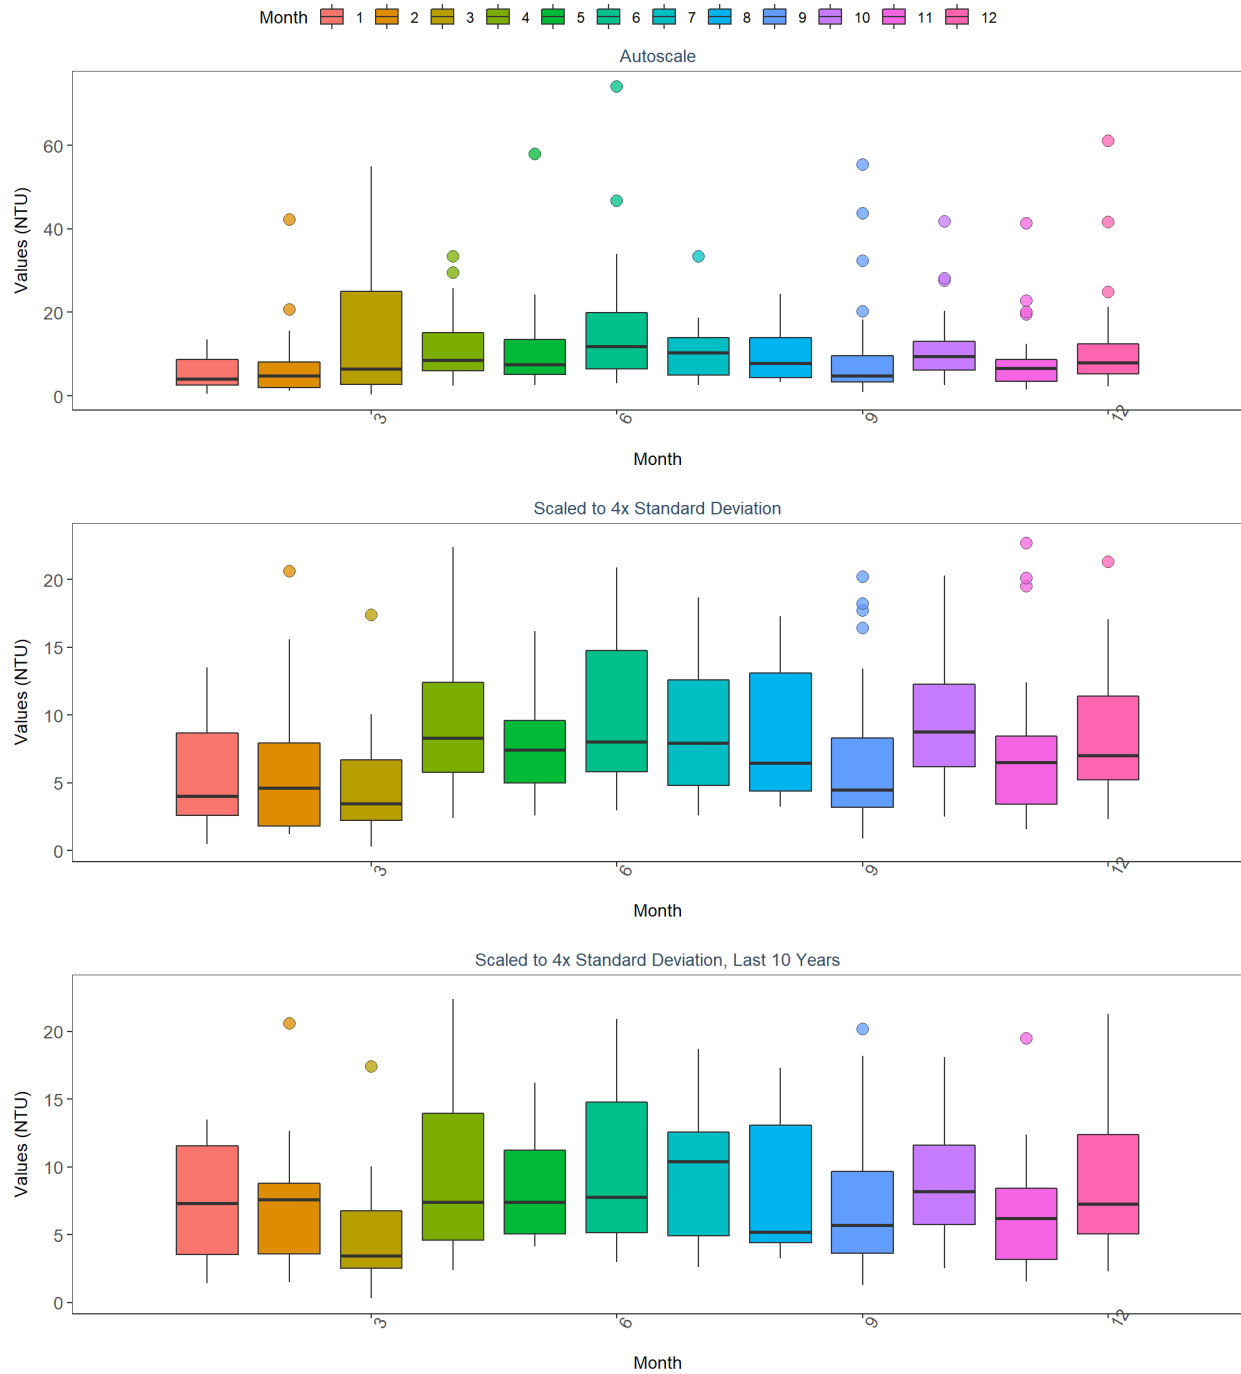 Month 1 2 3 4 5 6 7 8 9 10 11 12
Autoscale
Values (NTU)
60
40
20
0
3 6 9 12
Month
Scaled to 4x Standard Deviation
Values (NTU)
20
15
10
5
0
3 6 9 12
Month
Scaled to 4x Standard Deviation, Last 10 Years
Values (NTU)
20
15
10
5
0
3 6 9 12
Month